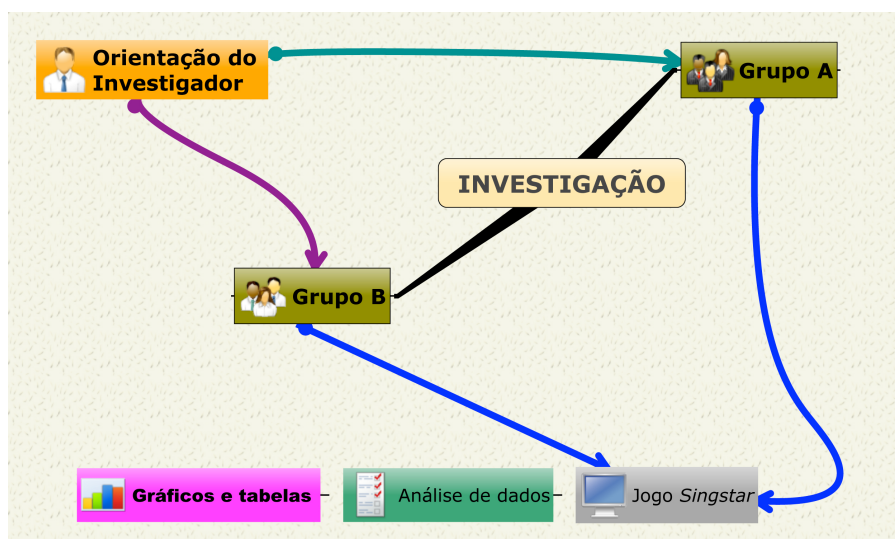 Orientação do
Investigador
Grupo A
INVESTIGAÇÃO
Grupo B
Gráficos e tabelas
Análise de dados
Jogo Singstar